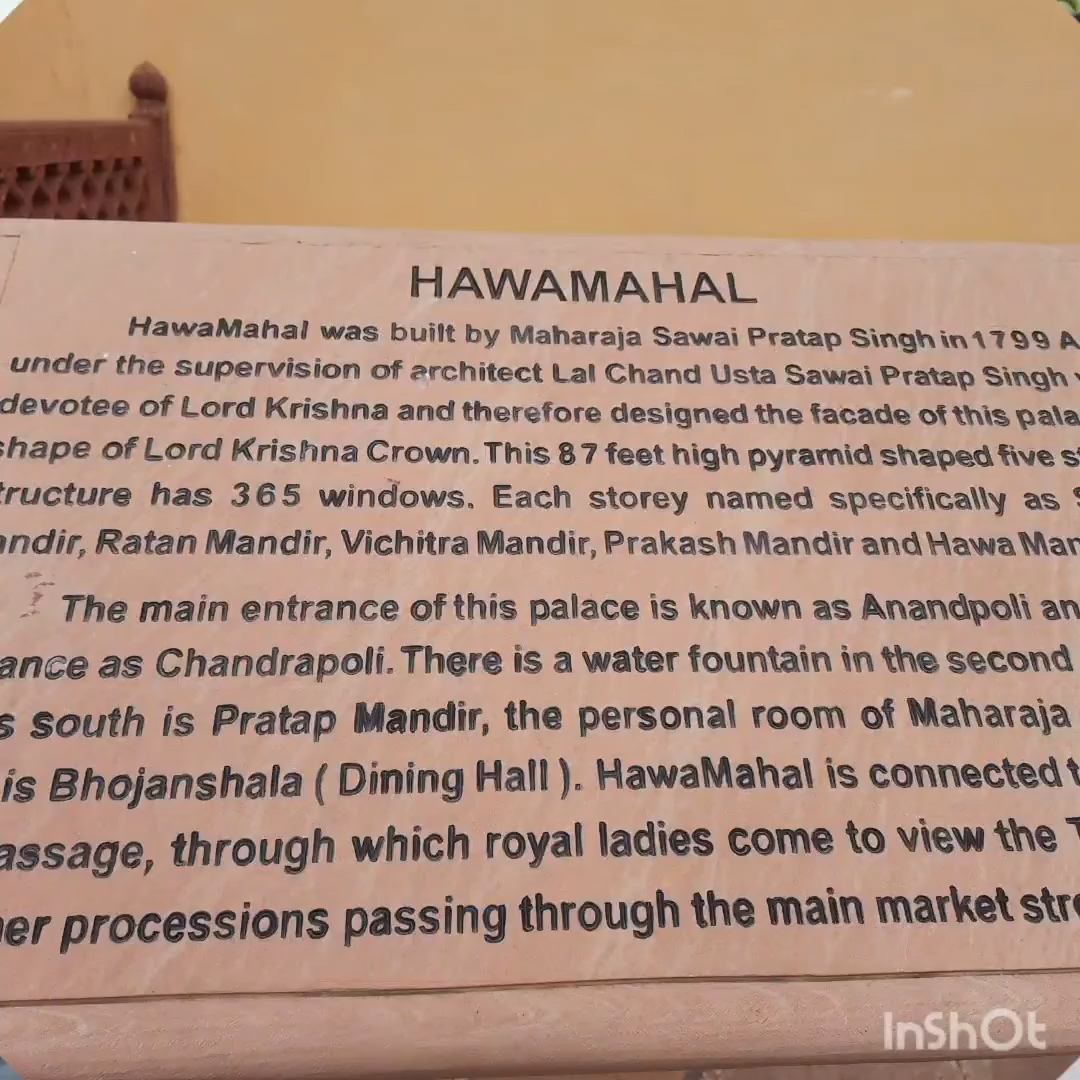 HAWAMAHAL
HawaMahal was built by Maharaja Sawai Pratap Singh in 1799 A
under the supervision of architect Lal Chand Usta Sawai Pratap Singh
devotee of Lord Krishna and therefore designed the facade of this pala
shape of Lord Krishna Crown. This 87 feet high pyramid shaped five s
tructure has 365 windows. Each storey named specifically as
andir, Ratan Mandir, Vichitra Mandir, Prakash Mandir and Hawa Man
The main entrance of this palace is known as Anandpoli an
ance as Chandrapoli. There is a water fountain in the second
s south is Pratap Mandir, the personal room of Maharaja
is Bhojanshala ( Dining Hall ). HawaMahal is connected t
assage, through which royal ladies come to view the T
er processions passing through the main market stre
InShOt